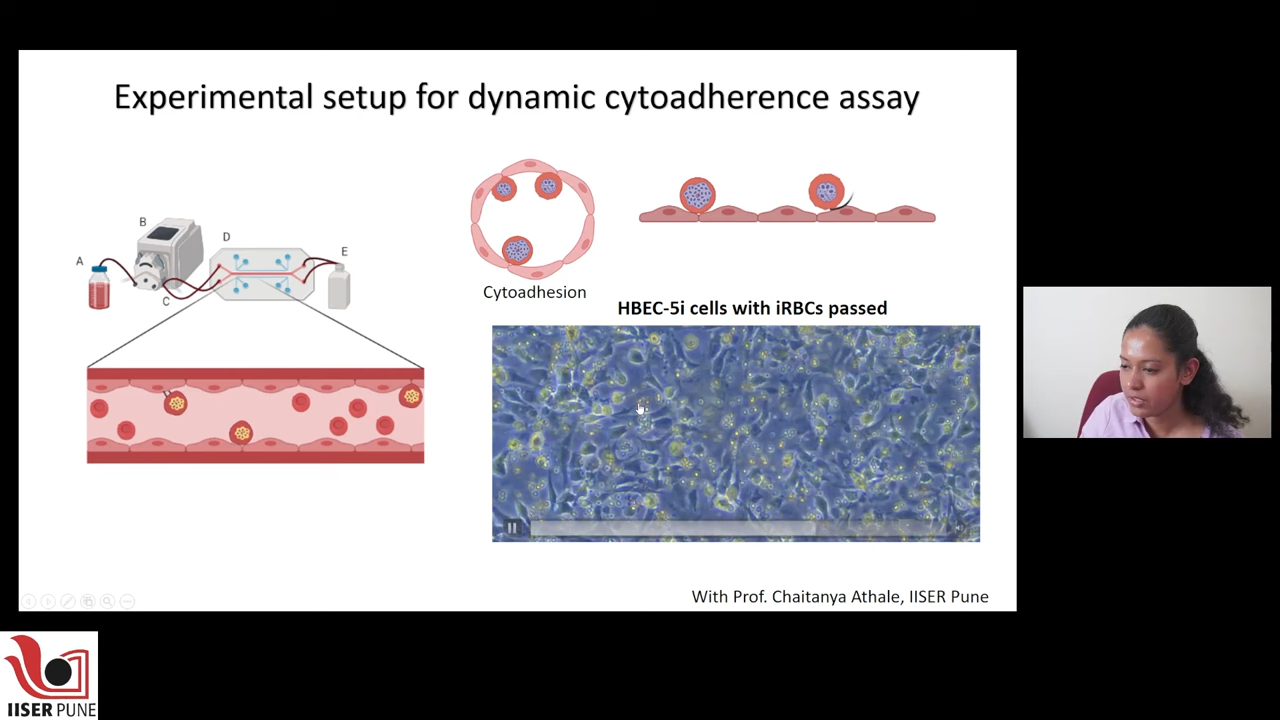 Experimental setup for dynamic cytoadherence assay
A
B
C
D
E
Cytoadhesion
HBEC-5i cells with iRBCs passed
With Prof. Chaitanya Athale, IISER Pune
IISER PUNE